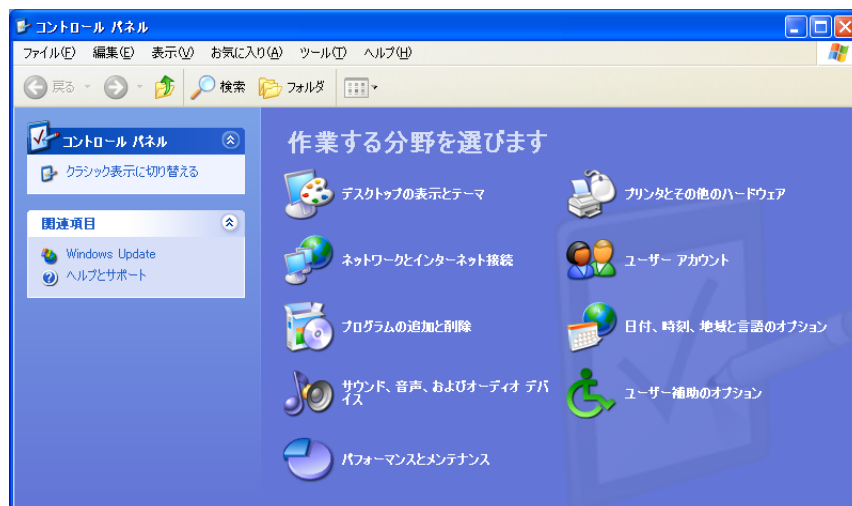 コントロール パネル
ファイル(F) 編集(E) 表示(V) お気に入り(A) ツール(T) ヘルプ(H)
戻る 検索 フォルダ
コントロール パネル
クラシック表示に切り替える
関連項目
Windows Update
ヘルプとサポート
作業する分野を選びます
デスクトップの表示とテーマ
プリンタとその他のハードウェア
ネットワークとインターネット接続
ユーザー アカウント
プログラムの追加と削除
日付、時刻、地域と言語のオプション
サウンド、音声、およびオーディオ デバ
イス
ユーザー補助のオプション
パフォーマンスとメンテナンス